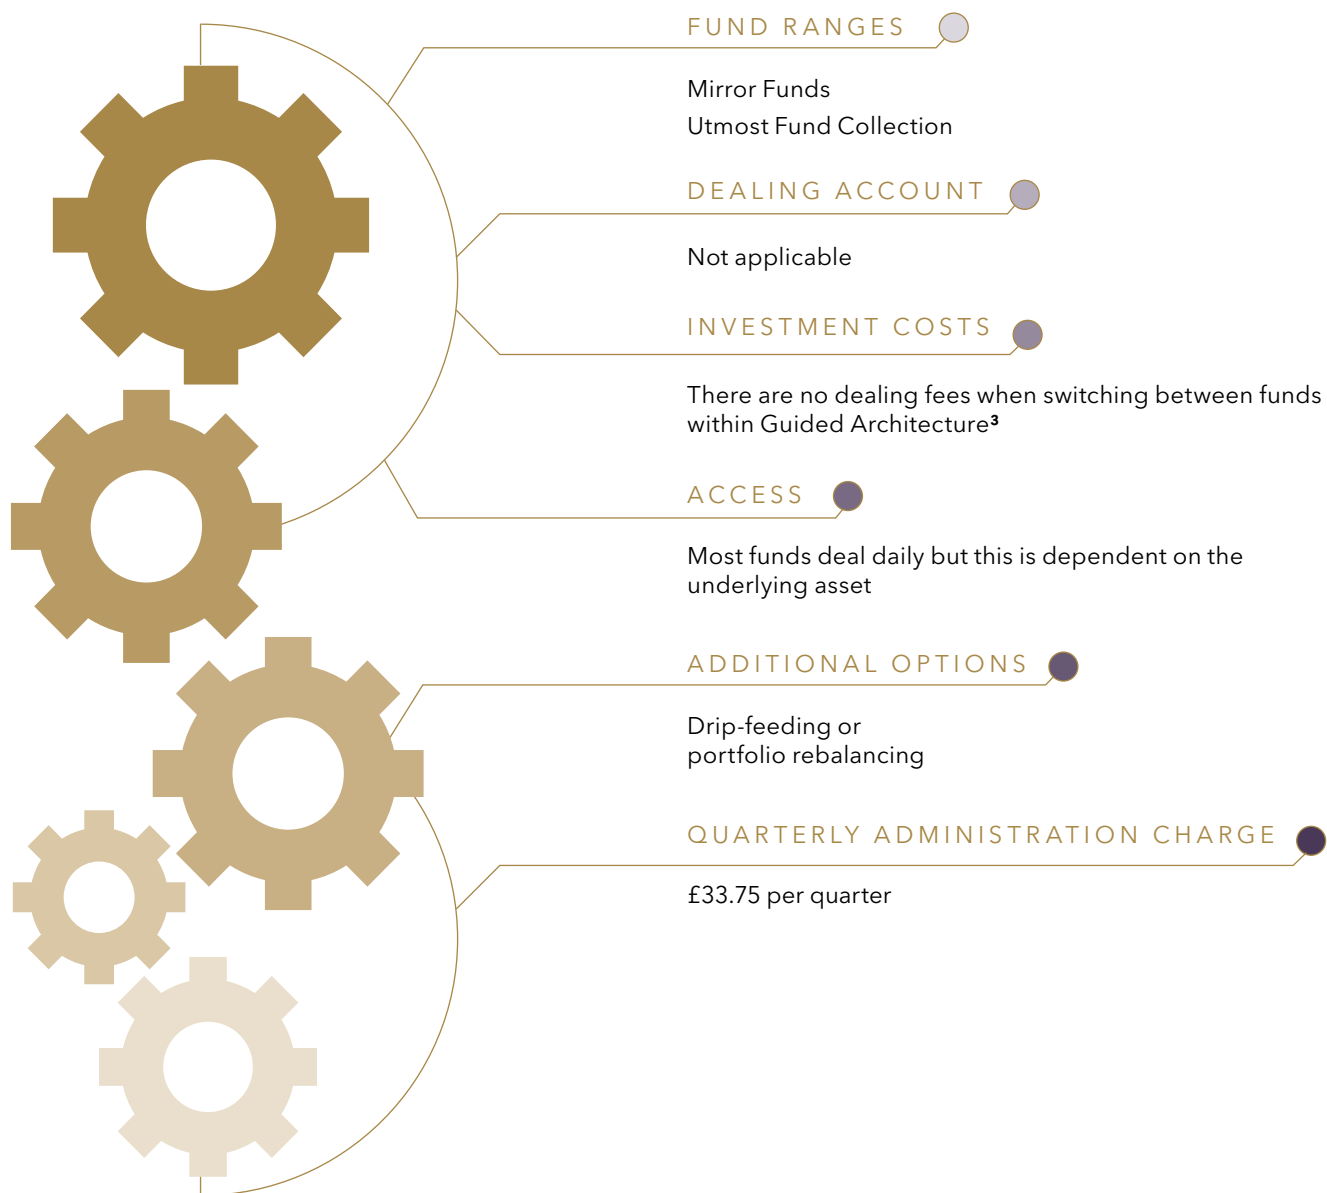 FUND RANGES
Mirror Funds
Utmost Fund Collection
DEALING ACCOUNT
Not applicable
INVESTMENT COSTS
There are no dealing fees when switching between funds
within Guided Architecture³
ACCESS
Most funds deal daily but this is dependent on the
underlying asset
ADDITIONAL OPTIONS
Drip-feeding or
portfolio rebalancing
QUARTERLY ADMINISTRATION CHARGE
£33.75 per quarter